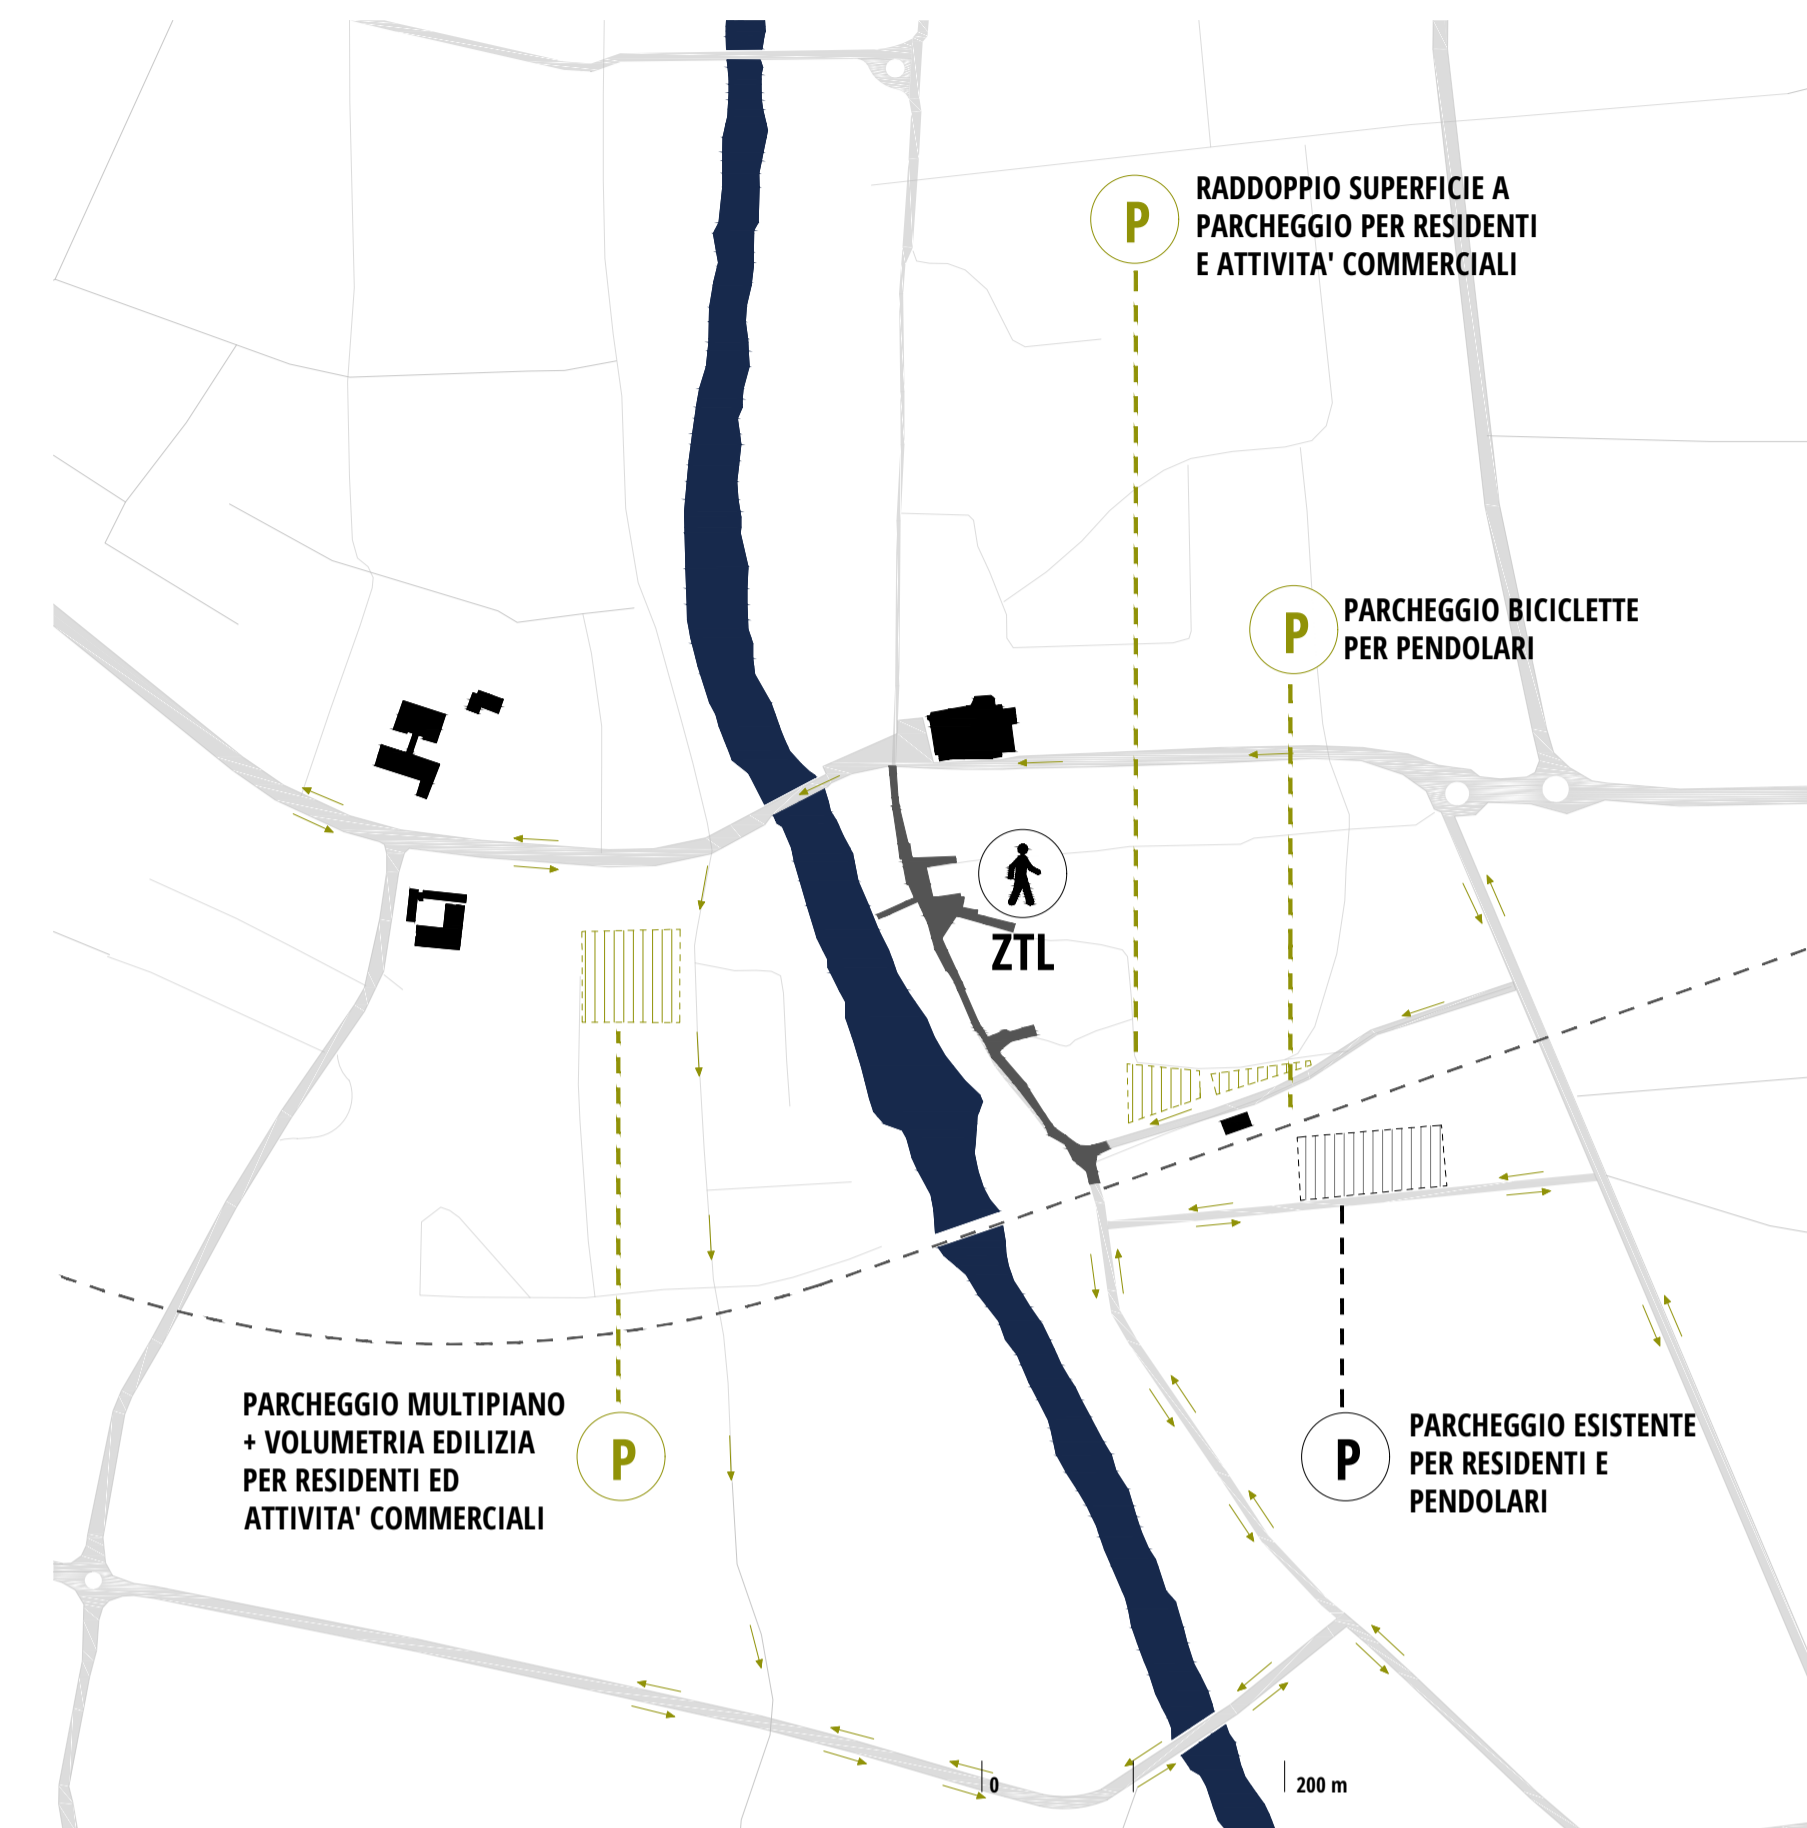 P
RADDOPPIO SUPERFICIE A
PARCHEGGIO PER RESIDENTI
E ATTIVITA' COMMERCIALI
P
PARCHEGGIO BICICLETTE
PER PENDOLARI
ZTL
PARCHEGGIO MULTIPIANO
+ VOLUMETRIA EDILIZIA
PER RESIDENTI ED
ATTIVITA' COMMERCIALI
P
P
PARCHEGGIO ESISTENTE
PER RESIDENTI E
PENDOLARI
0
200 m